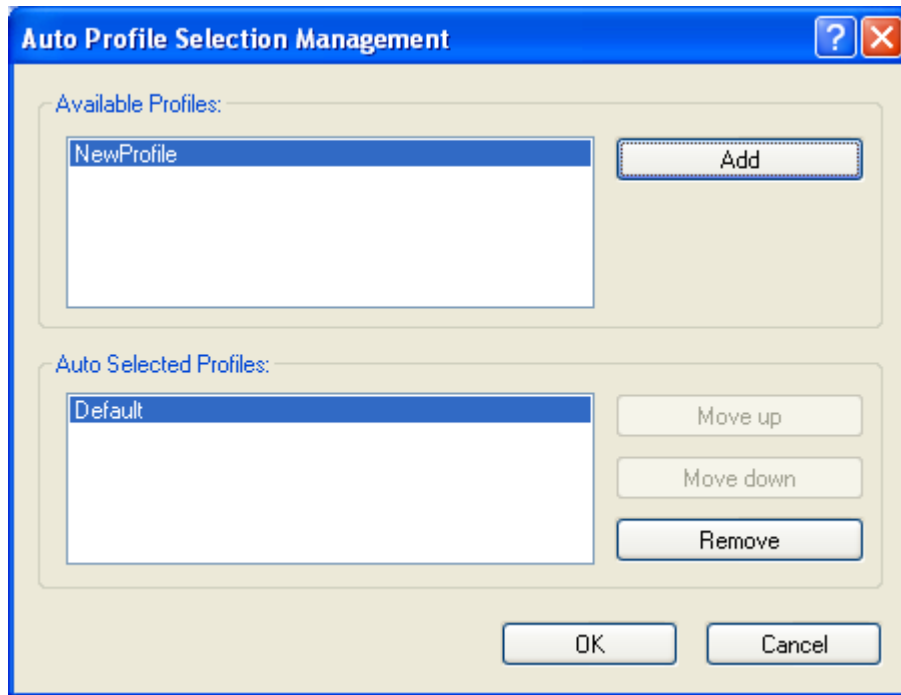 Auto Profile Selection Management
?
Available Profiles:
NewProfile
Add
Auto Selected Profiles:
Default
Move up
Move down
Remove
OK
Cancel